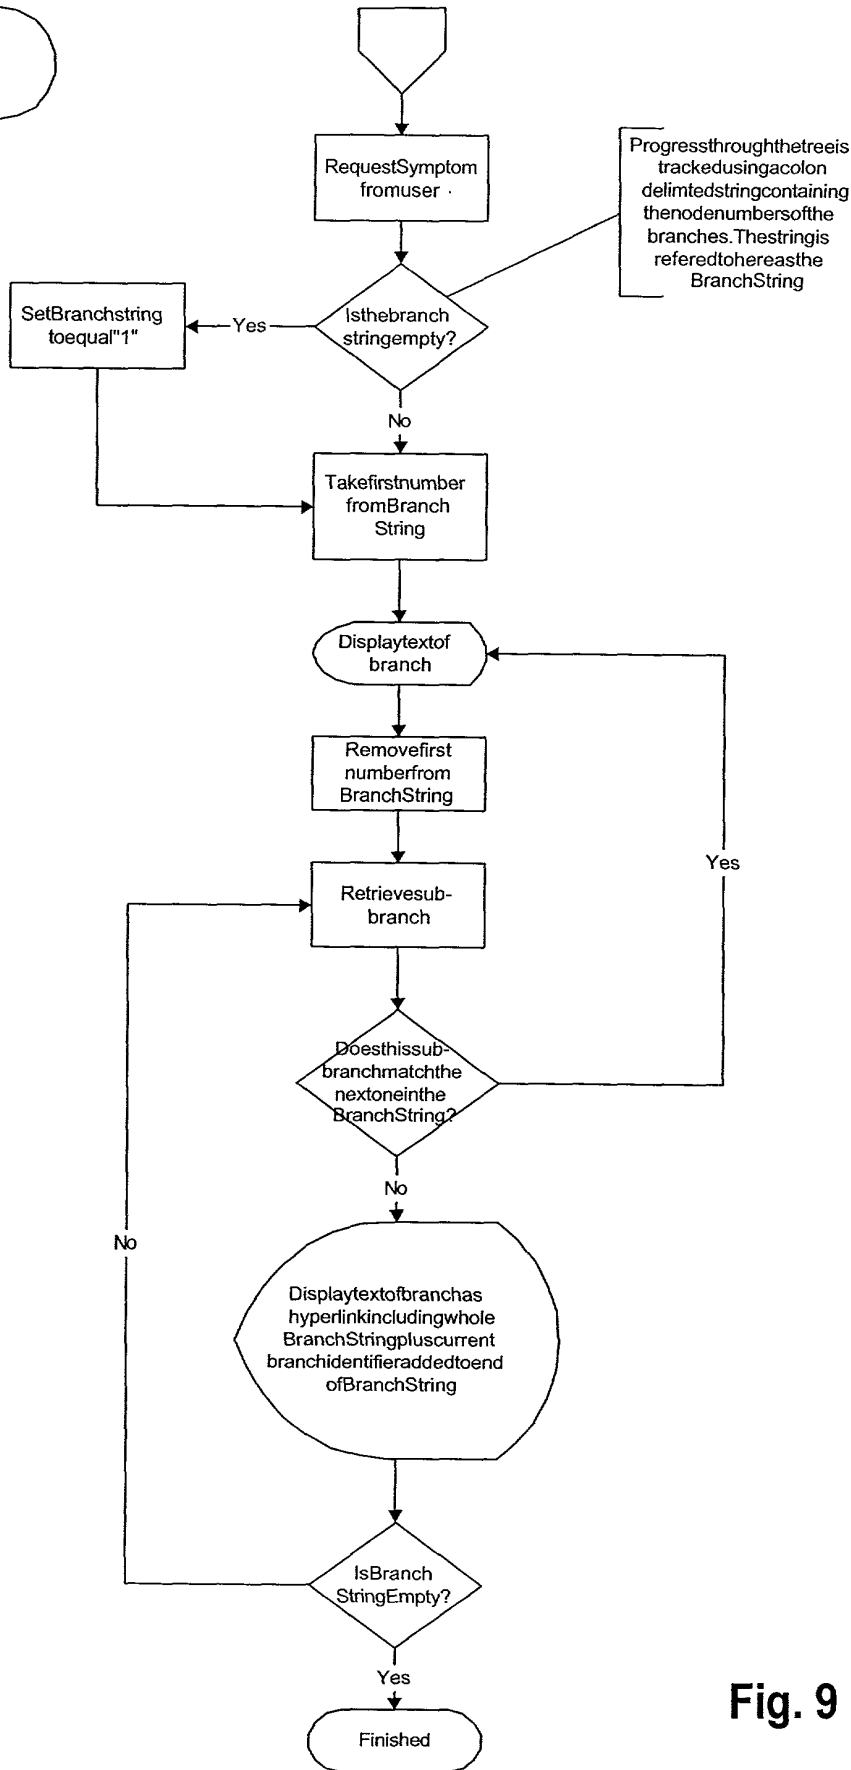 RequestSymptom
fromuser
Progressthroughthetreeis
trackedusingacolon
delimtedstringcontaining
thenodenumbersofthe
branches.Thestringis
referedtohereasthe
BranchString
Isthebranch
stringempty?
Yes
SetBranchstring
toequal"1"
No
Takefirstnumber
fromBranch
String
Displaytextof
branch
Removefirst
numberfrom
BranchString
Yes
Retrievesub-
branch
Doesthissub-
branchmatchthe
nextoneinthe
BranchString?
No
No
Displaytextofbranchas
hyperlinkincludingwhole
BranchStringpluscurrent
branchidentifieraddedtoend
ofBranchString
IsBranch
StringEmpty?
Yes
Finished
Fig. 9